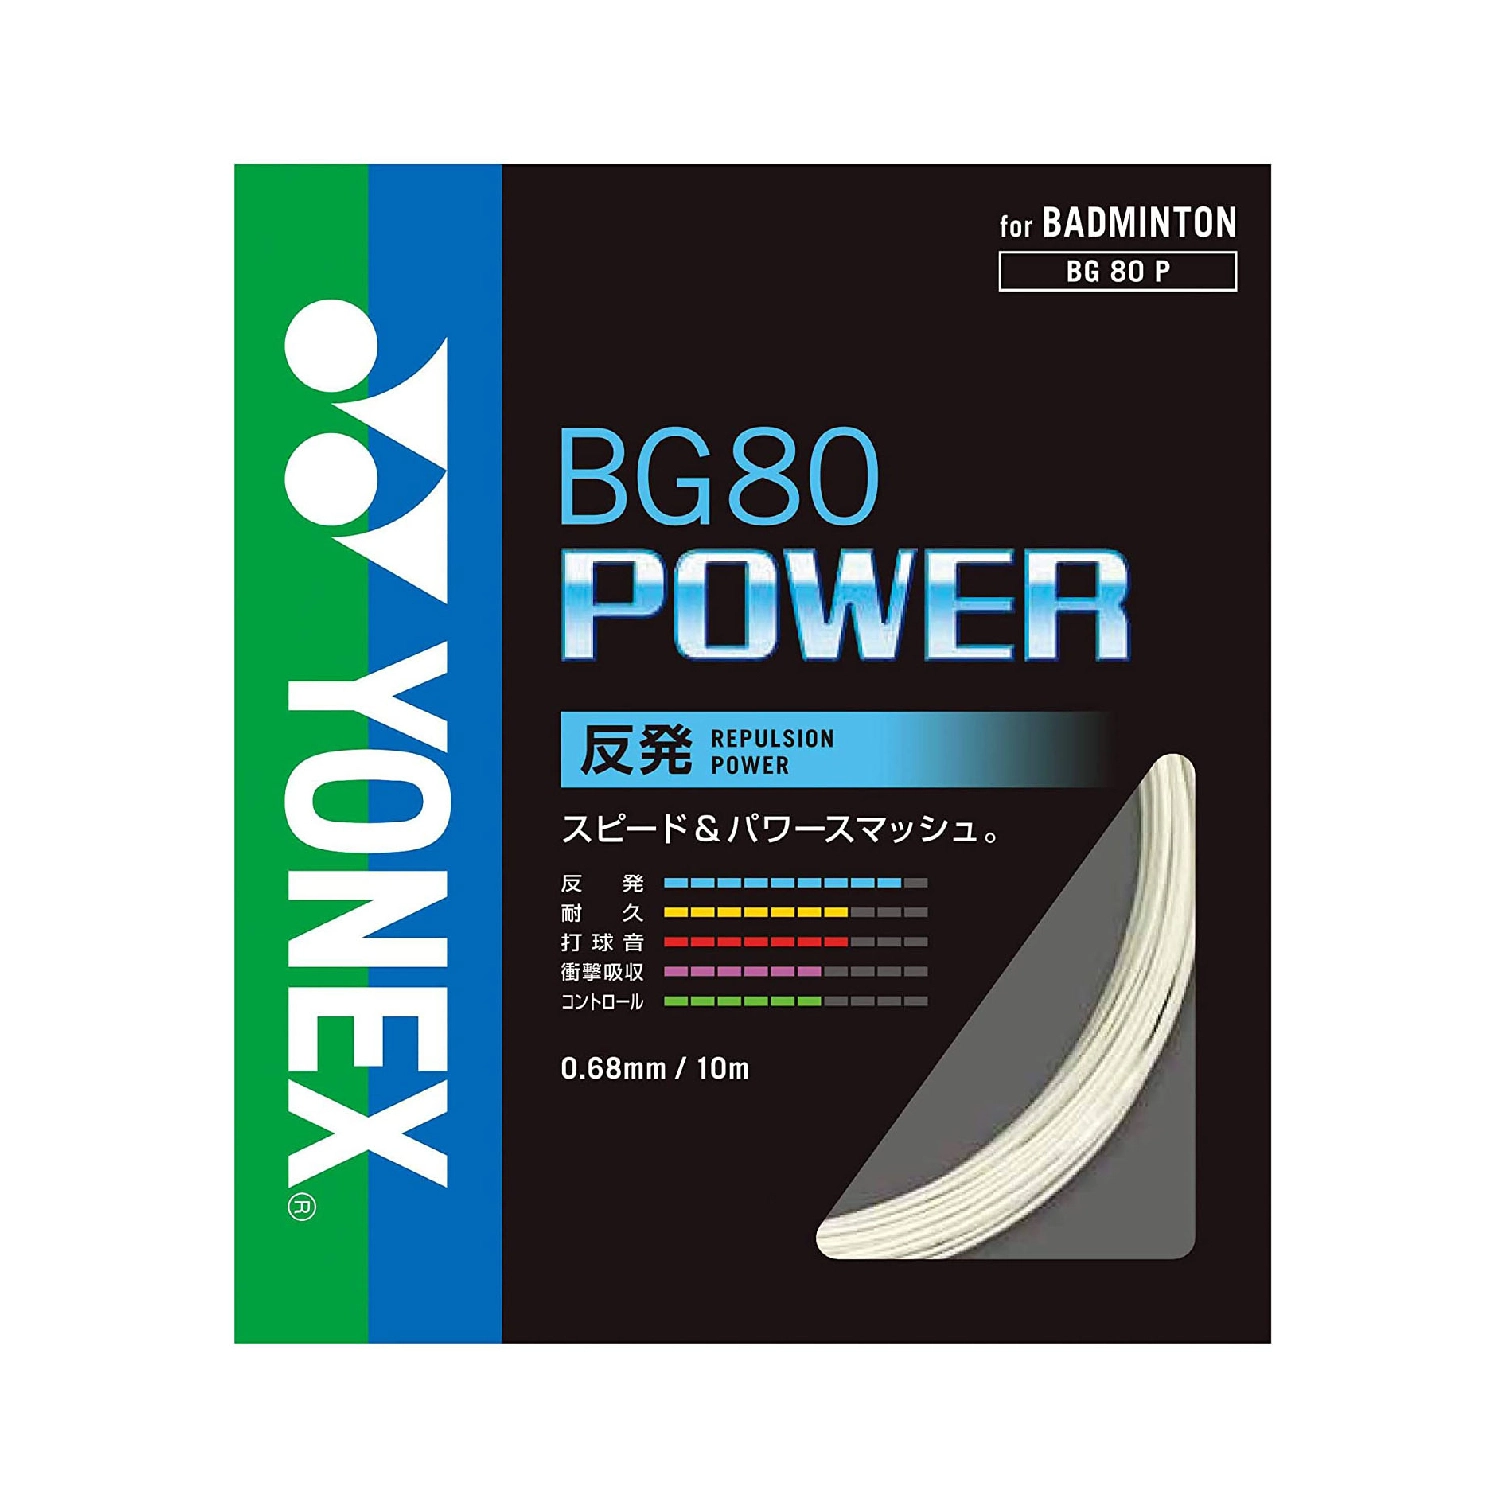 YONEX®
for BADMINTON
BG 80 P
BG80
POWER
反発 REPULSION
POWER
スピード&パワースマッシュ。
反発
耐久
打球音
衝撃吸収
コントロール
0.68mm / 10m